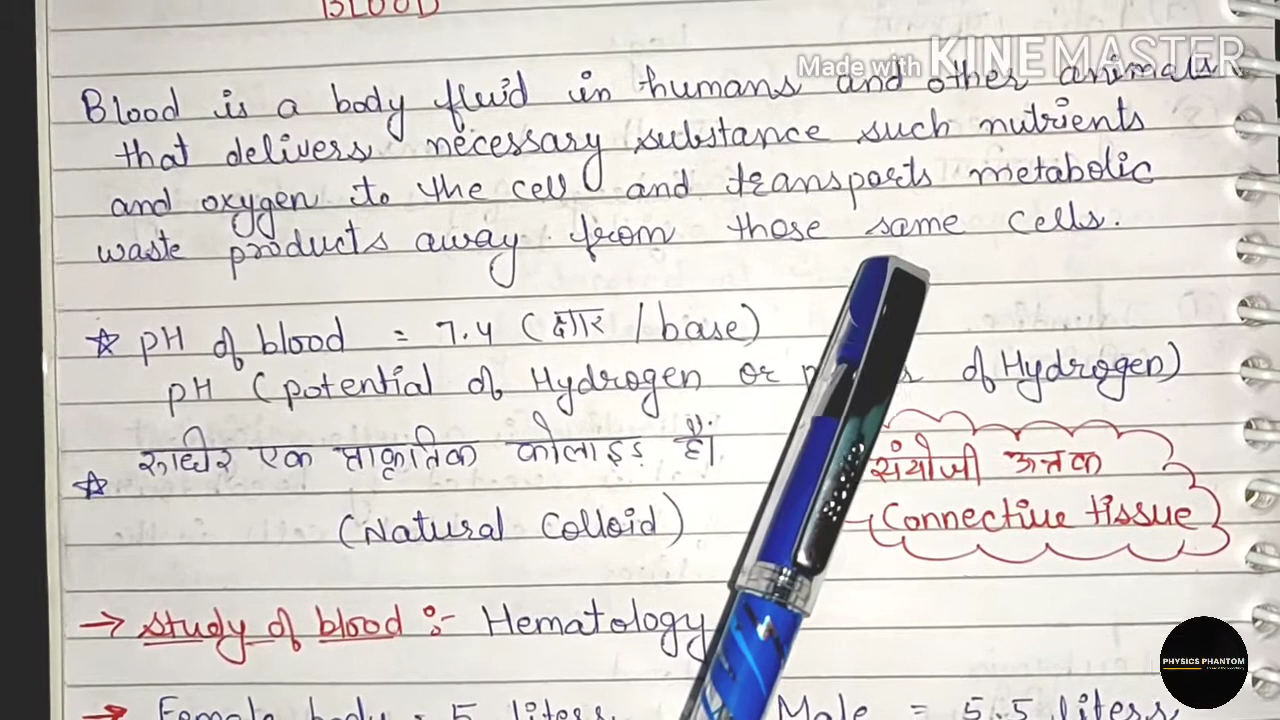 BLOOD
Made with KINEMASTER
Blood is a body fluid in humans and other animals
that delivers necessary substance such nutrients
and oxygen to the cell and transports metabolic
waste products away from those same cells.
☆ pH of blood = 7.4 (क्षार / base)
pH (potential of Hydrogen or of Hydrogen)
☆ रूधीर एक प्राकृतिक कोलाइड है।
संयोजी ऊत्तक
(Natural Colloid)
(Connective tissue)
→ study of blood :- Hematology
→ Female body = 5 liters. Male = 5.5 liters.
PHYSICS PHANTOM